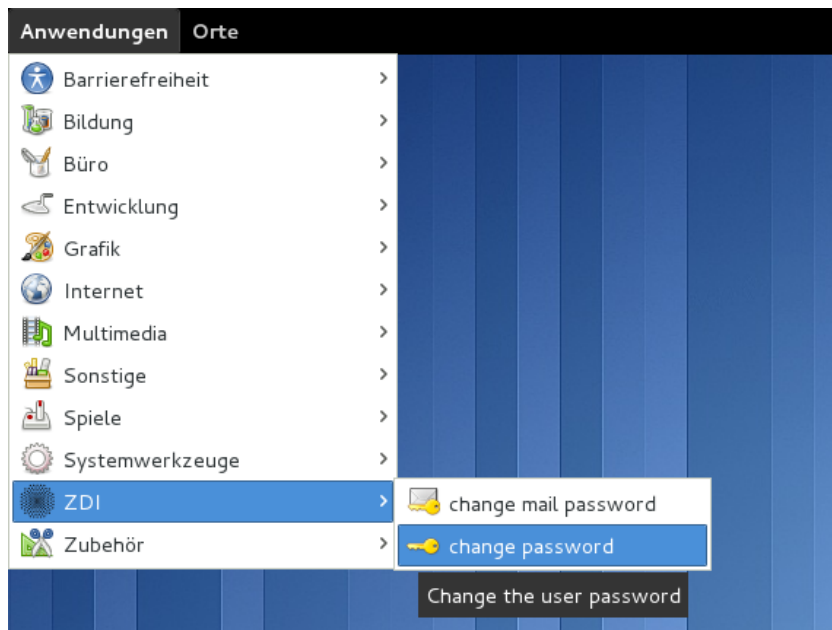 Anwendungen Orte
Barrierefreiheit
Bildung
Büro
Entwicklung
Grafik
Internet
Multimedia
Sonstige
Spiele
Systemwerkzeuge
ZDI
Zubehör
change mail password
change password
Change the user password